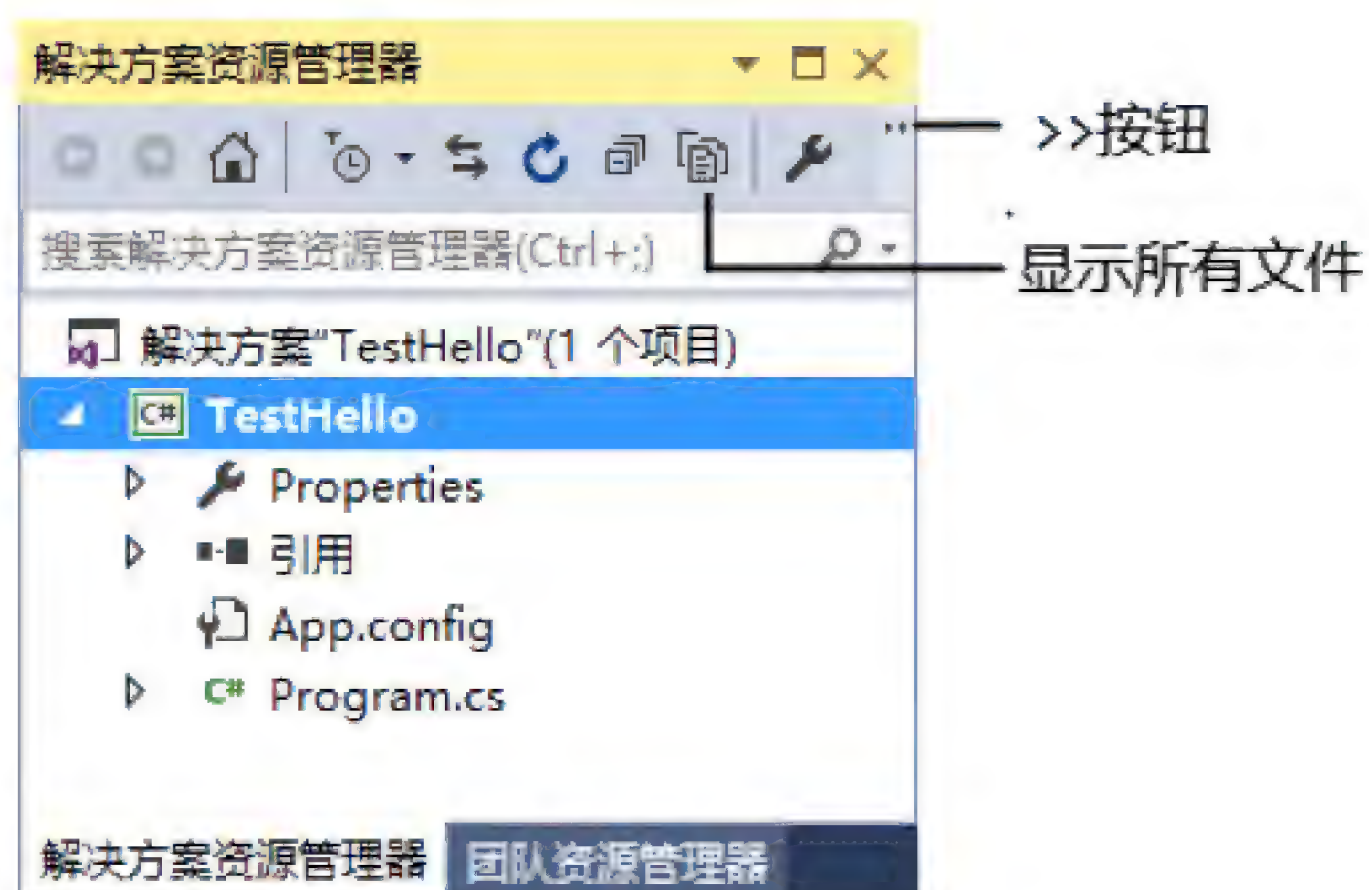 解决方案资源管理器
>>按钮
搜索解决方案资源管理器(Ctrl+;)
显示所有文件
解决方案"TestHello"(1 个项目)
C# TestHello
Properties
引用
App.config
C# Program.cs
解决方案资源管理器 团队资源管理器